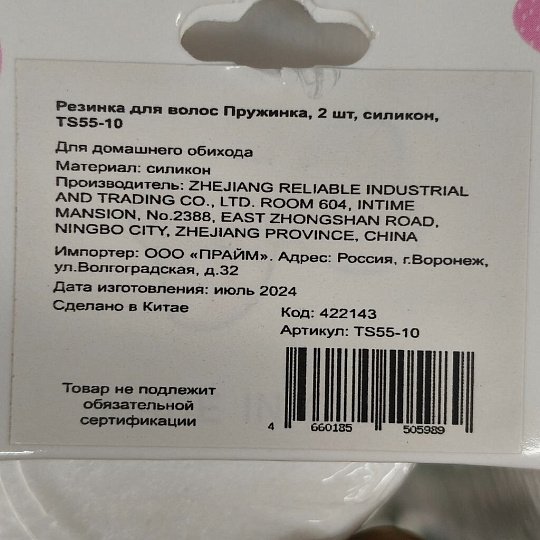 Резинка для волос Пружинка, 2 шт, силикон,
TS55-10
Для домашнего обихода
Материал: силикон
Производитель: ZHEJIANG RELIABLE INDUSTRIAL
AND TRADING CO., LTD. ROOM 604, INTIME
MANSION, No.2388, EAST ZHONGSHAN ROAD,
NINGBO CITY, ZHEJIANG PROVINCE, CHINA
Импортер: ООО «ПРАЙМ». Адрес: Россия, г.Воронеж,
ул.Волгоградская, д.32
Дата изготовления: июль 2024
Сделано в Китае
Код: 422143
Артикул: TS55-10
Товар не подлежит
обязательной
сертификации
4 660185 505989